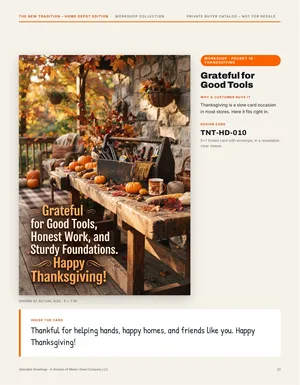 THE NEW TRADITION – HOME DEPOT EDITION WORKSHOP COLLECTION PRIVATE BUYER CATALOG – NOT FOR RESALE
WORKSHOP · POCKET 10 · THANKSGIVING
Grateful for
Good Tools
WHY A CUSTOMER BUYS IT
Thanksgiving is a slow card occasion
in most stores. Here it fits right in.
DESIGN CODE
TNT-HD-010
5×7 folded card with envelope, in a resealable
clear sleeve.
Grateful
for Good Tools,
Honest Work, and
Sturdy Foundations.
Happy
Thanksgiving!
SHOWN AT ACTUAL SIZE · 5 × 7 IN
INSIDE THE CARD
Thankful for helping hands, happy homes, and friends like you. Happy
Thanksgiving!